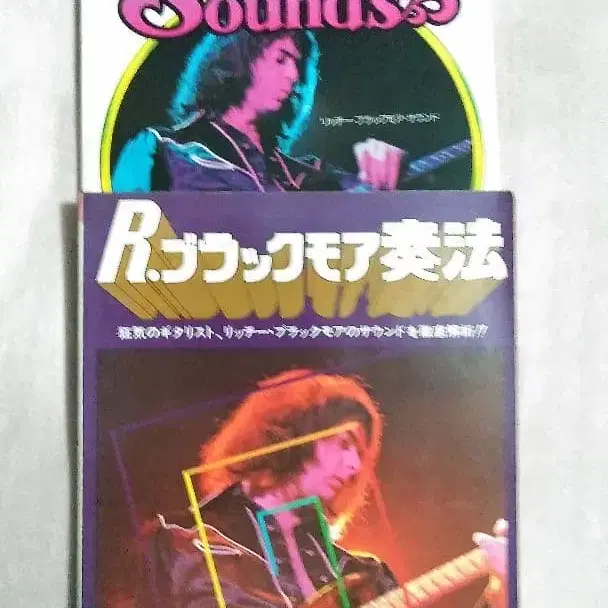 Sounds
リッチー・ブラックモア・サウンド
R.ブラックモア奏法
狂気のギタリスト、リッチー・ブラックモアのサウンドを徹底解析!!